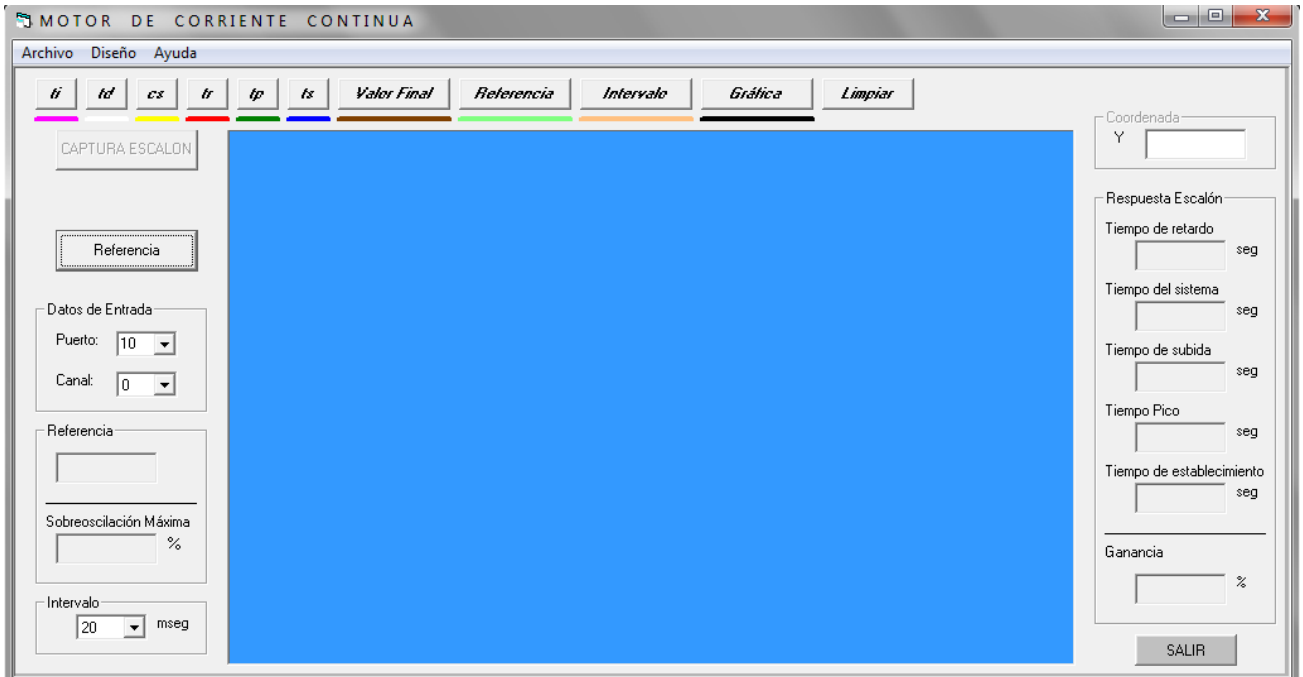 MOTOR DE CORRIENTE CONTINUA
Archivo Diseño Ayuda
ti td cs tr tp ts Valor Final Referencia Intervalo Gráfica Limpiar
CAPTURA ESCALON
Referencia
Datos de Entrada
Puerto: 10
Canal: 0
Referencia
Sobreoscilación Máxima
%
Intervalo
20 mseg
Coordenada
Y
Respuesta Escalón
Tiempo de retardo
seg
Tiempo del sistema
seg
Tiempo de subida
seg
Tiempo Pico
seg
Tiempo de establecimiento
seg
Ganancia
%
SALIR